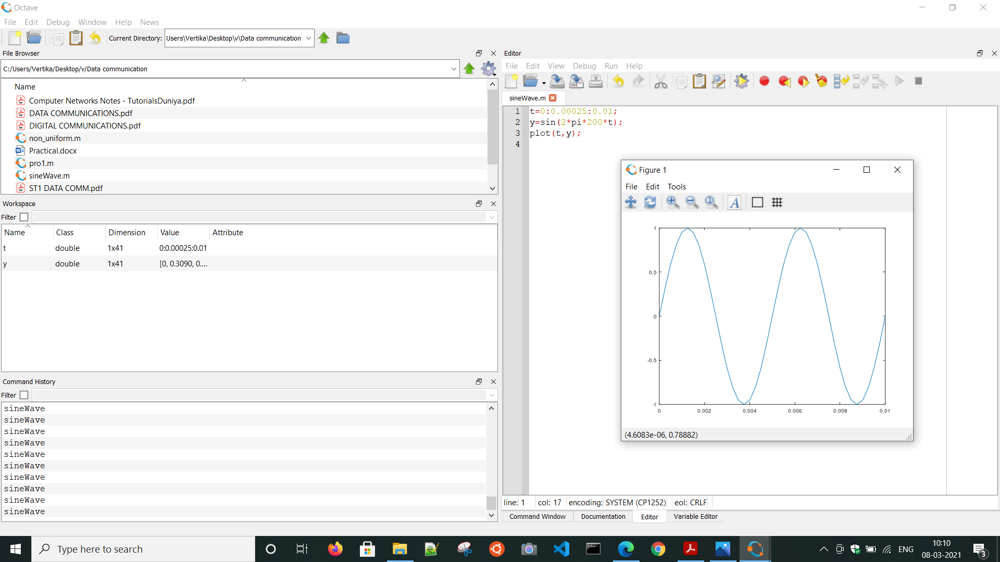 Octave
File Edit Debug Window Help News
Current Directory: Users\Vertika\Desktop\v\Data communication
File Browser
C:/Users/Vertika/Desktop/v/Data communication
Name
Computer Networks Notes - TutorialsDuniya.pdf
DATA COMMUNICATIONS.pdf
DIGITAL COMMUNICATIONS.pdf
non_uniform.m
Practical.docx
pro1.m
sineWave.m
ST1 DATA COMM.pdf
Workspace
Filter
Name Class Dimension Value Attribute
t double 1x41 0:0.00025:0.01
y double 1x41 [0, 0.3090, 0....
Command History
Filter
sineWave
sineWave
sineWave
sineWave
sineWave
sineWave
sineWave
sineWave
sineWave
sineWave
Editor
File Edit View Debug Run Help
sineWave.m
1 t=0:0.00025:0.01;
2 y=sin(2*pi*200*t);
3 plot(t,y);
4
Figure 1
File Edit Tools
1
0.5
0
-0.5
-1
0 0.002 0.004 0.006 0.008 0.01
(4.6083e-06, 0.78882)
line: 1 col: 17 encoding: SYSTEM (CP1252) eol: CRLF
Command Window Documentation Editor Variable Editor
Type here to search
ENG
10:10
08-03-2021
3